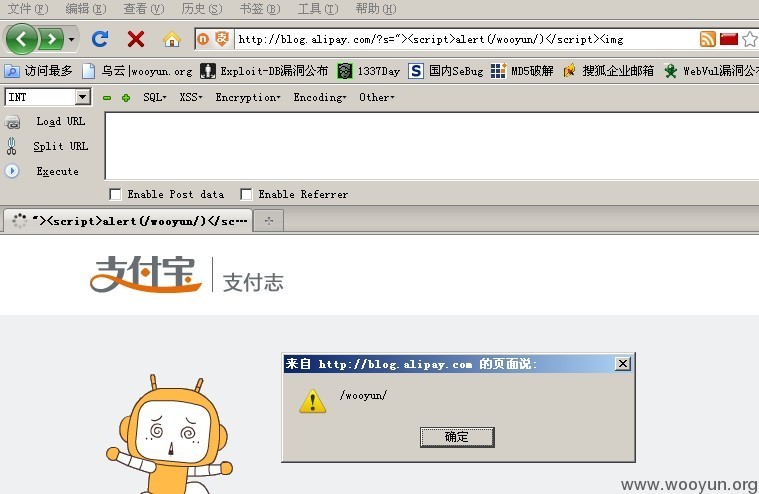 文件(F) 编辑(E) 查看(V) 历史(S) 书签(B) 工具(T) 帮助(H)
http://blog.alipay.com/?s="><script>alert(/wooyun/)</script><img
访问最多 乌云|wooyun.org Exploit-DB漏洞公布 1337Day 国内SeBug MD5破解 搜狐企业邮箱 WebVul漏洞公
INT SQL XSS Encryption Encoding Other
Load URL
Split URL
Execute
Enable Post data Enable Referrer
"><script>alert(/wooyun/)</sc...
支付宝 支付志
来自 http://blog.alipay.com 的页面说:
/wooyun/
确定
www.wooyun.org